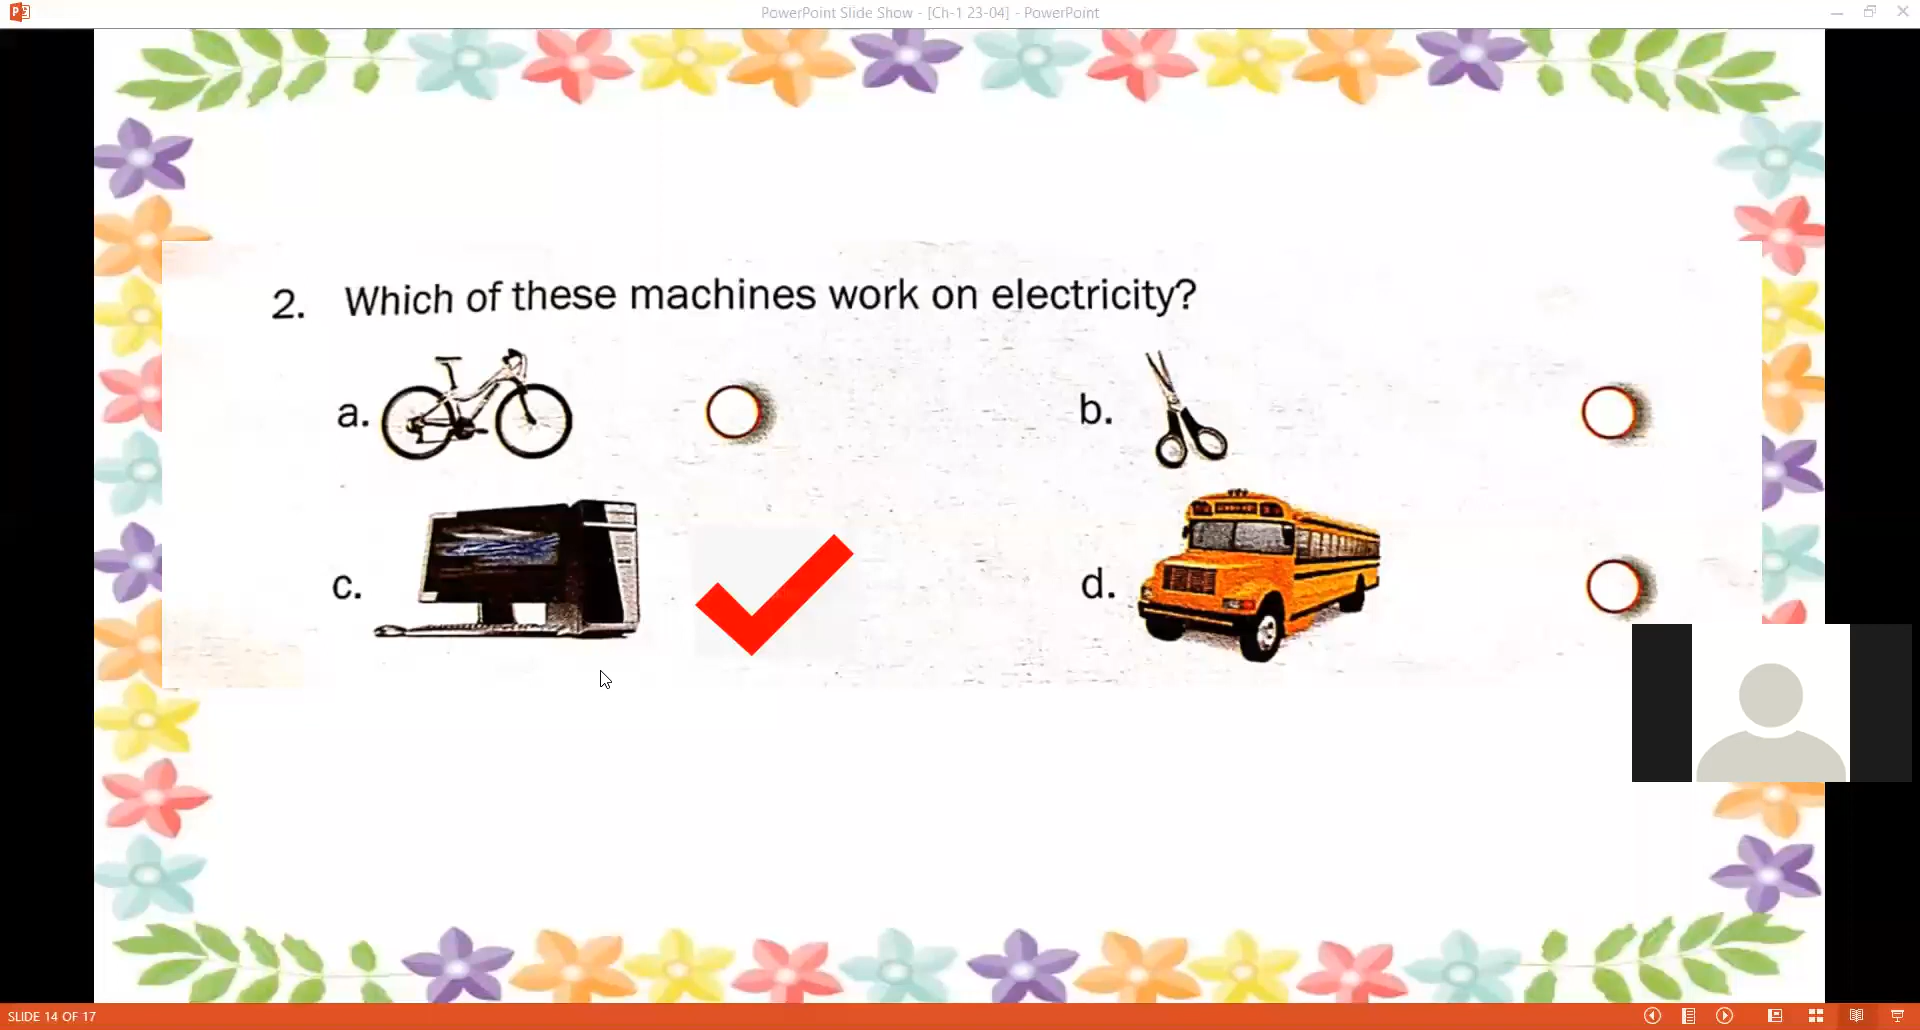 PowerPoint Slide Show - [Ch-1 23-04] - PowerPoint
2. Which of these machines work on electricity?
a.
b.
c.
d.
SLIDE 14 OF 17